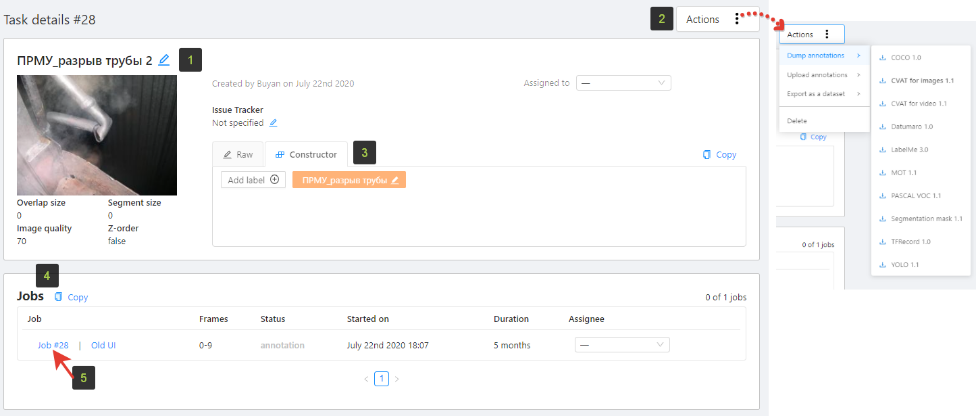 Task details #28
2
Actions
ПРМУ_разрыв трубы 2
1
Created by Buyan on July 22nd 2020
Assigned to
—
Issue Tracker
Not specified
Raw
Constructor
3
Copy
Add label
ПРМУ_разрыв трубы
Overlap size
Segment size
0
0
Image quality
Z-order
70
false
4
Jobs
Copy
0 of 1 jobs
Job
Frames
Status
Started on
Duration
Assignee
Job #28 | Old UI
0-9
annotation
July 22nd 2020 18:07
5 months
—
5
< 1 >
Actions
Dump annotations >
Upload annotations >
Export as a dataset >
Delete
Copy
0 of 1 jobs
COCO 1.0
CVAT for images 1.1
CVAT for video 1.1
Datumaro 1.0
LabelMe 3.0
MOT 1.1
PASCAL VOC 1.1
Segmentation mask 1.1
TFRecord 1.0
YOLO 1.1